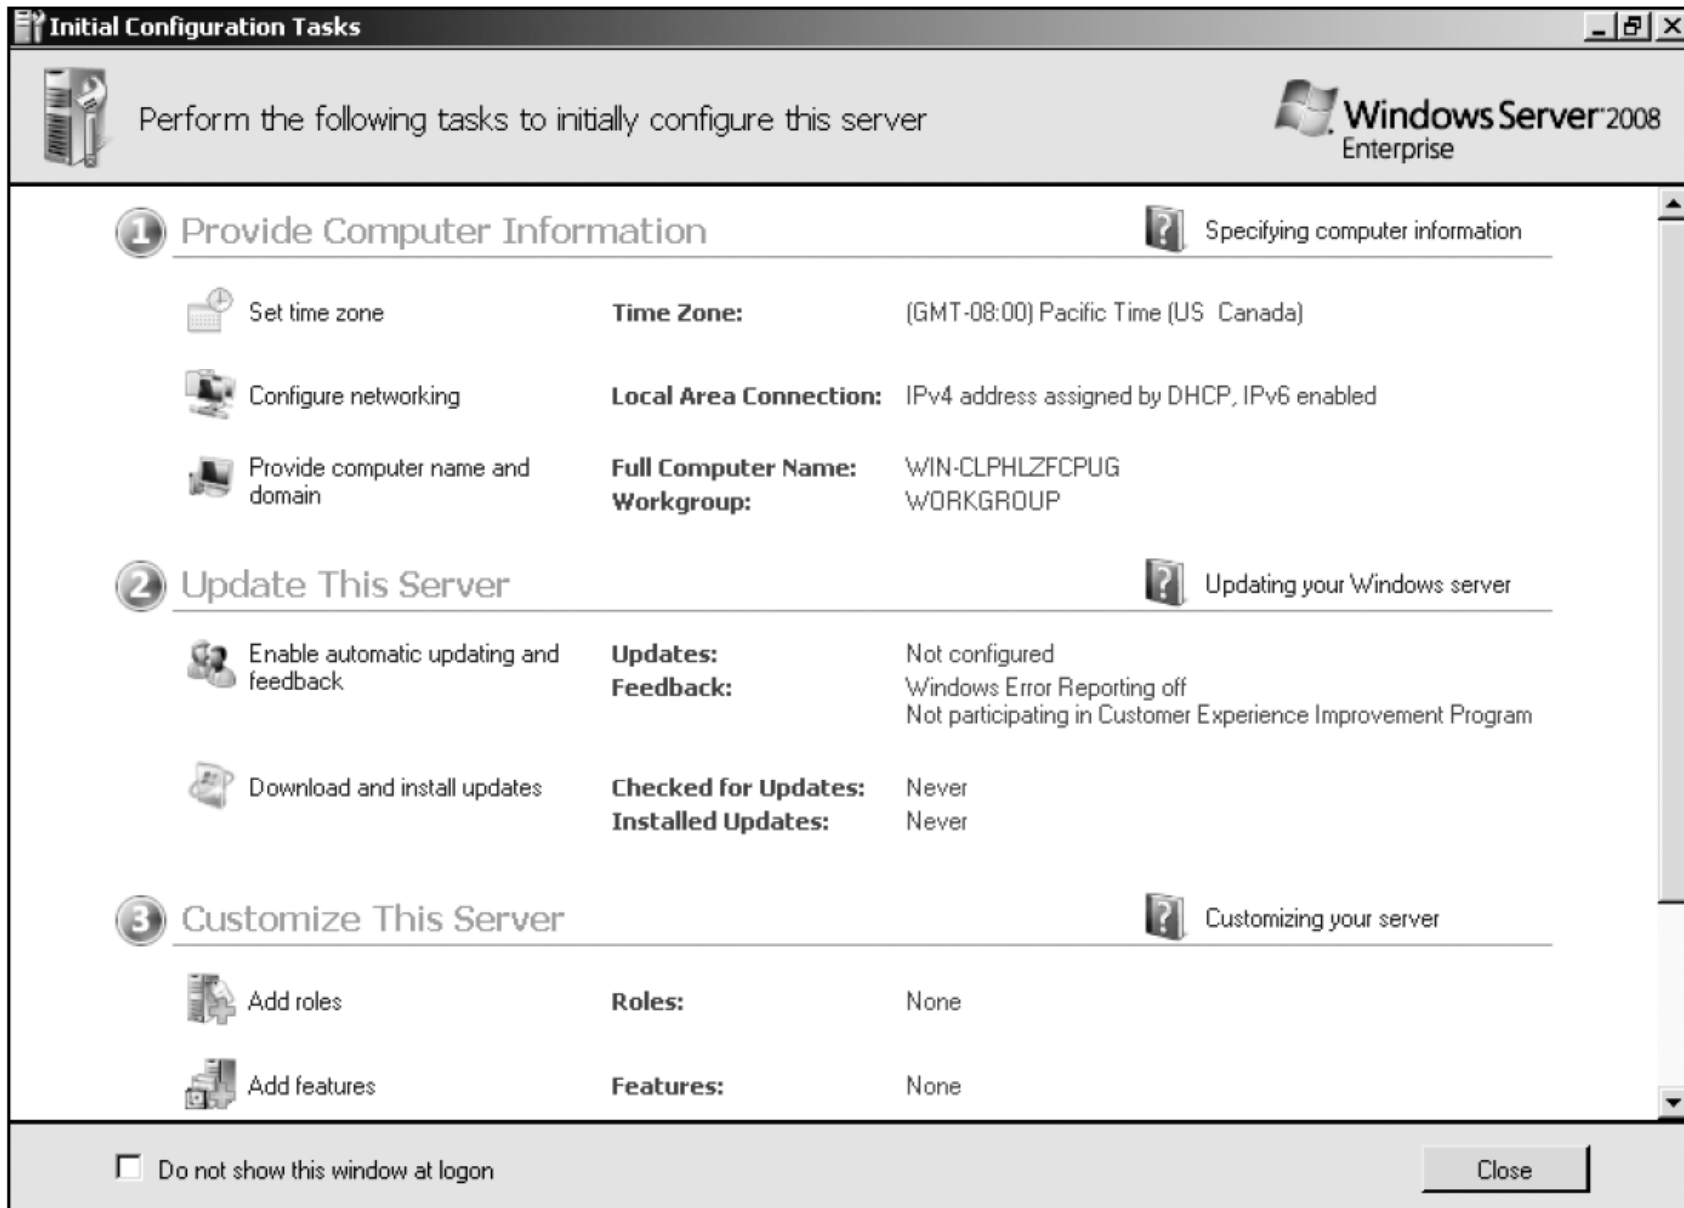 Initial Configuration Tasks
Perform the following tasks to initially configure this server
Windows Server 2008
Enterprise
1 Provide Computer Information
Specifying computer information
Set time zone
Time Zone:
(GMT-08:00) Pacific Time (US  Canada)
Configure networking
Local Area Connection:
IPv4 address assigned by DHCP, IPv6 enabled
Provide computer name and
domain
Full Computer Name:
WIN-CLPHLZFCPUG
Workgroup:
WORKGROUP
2 Update This Server
Updating your Windows server
Enable automatic updating and
feedback
Updates:
Not configured
Feedback:
Windows Error Reporting off
Not participating in Customer Experience Improvement Program
Download and install updates
Checked for Updates:
Never
Installed Updates:
Never
3 Customize This Server
Customizing your server
Add roles
Roles:
None
Add features
Features:
None
Do not show this window at logon
Close